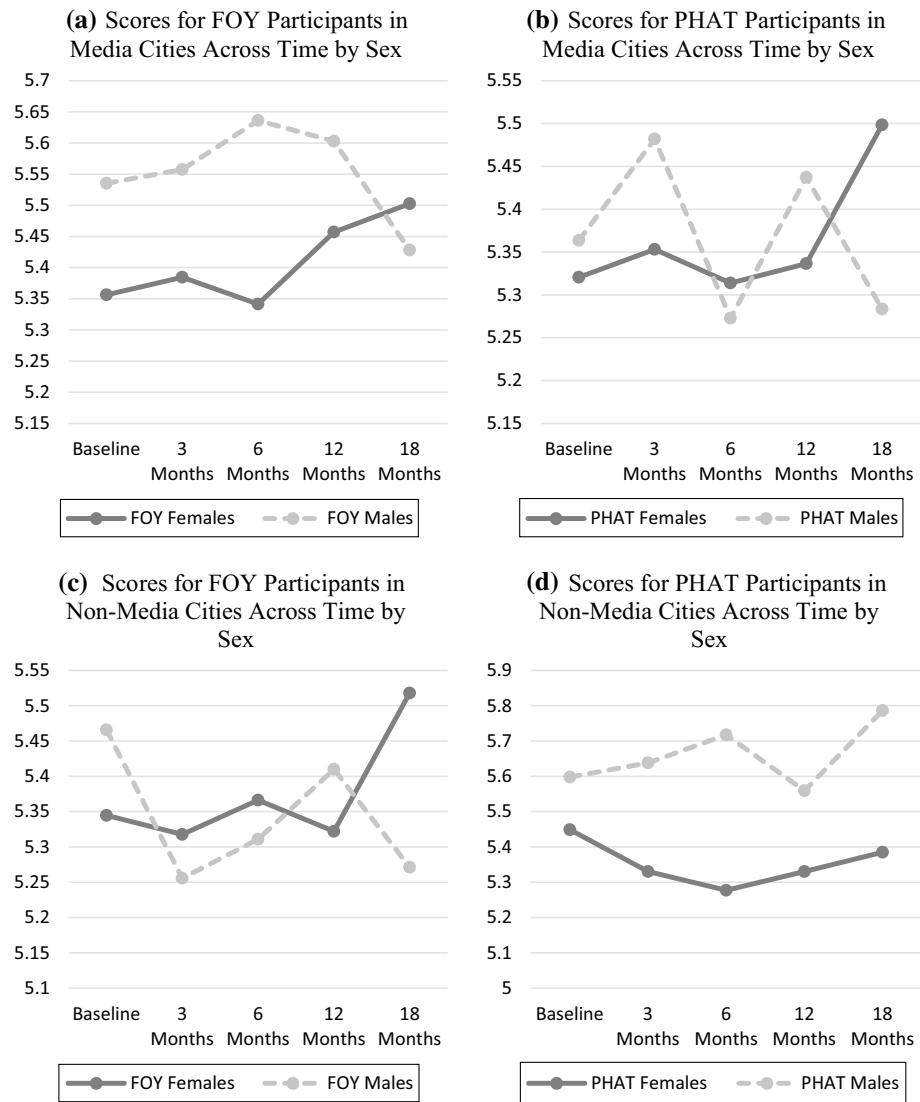 (a) Scores for FOY Participants in
Media Cities Across Time by Sex
5.7
5.65
5.6
5.55
5.5
5.45
5.4
5.35
5.3
5.25
5.2
5.15
Baseline
3
Months
6
Months
12
Months
18
Months
FOY Females
FOY Males
(b) Scores for PHAT Participants in
Media Cities Across Time by Sex
5.55
5.5
5.45
5.4
5.35
5.3
5.25
5.2
5.15
Baseline
3
Months
6
Months
12
Months
18
Months
PHAT Females
PHAT Males
(c) Scores for FOY Participants in
Non-Media Cities Across Time by
Sex
5.55
5.5
5.45
5.4
5.35
5.3
5.25
5.2
5.15
5.1
Baseline
3
Months
6
Months
12
Months
18
Months
FOY Females
FOY Males
(d) Scores for PHAT Participants in
Non-Media Cities Across Time by
Sex
5.9
5.8
5.7
5.6
5.5
5.4
5.3
5.2
5.1
5
Baseline
3
Months
6
Months
12
Months
18
Months
PHAT Females
PHAT Males